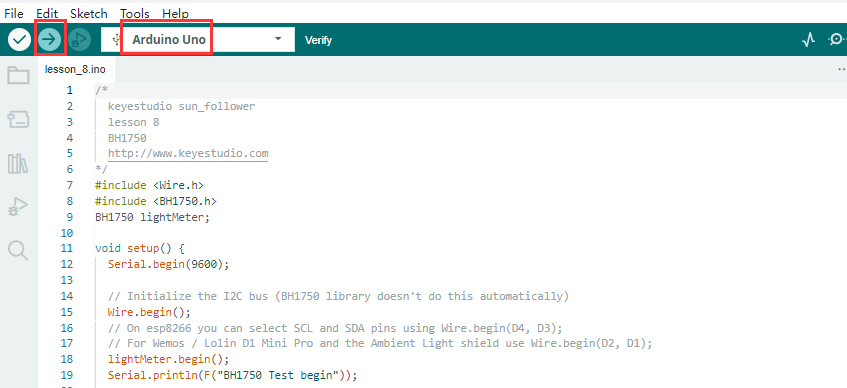 File Edit Sketch Tools Help
Arduino Uno Verify
lesson_8.ino
1 /*
2 keyestudio sun_follower
3 lesson 8
4 BH1750
5 http://www.keyestudio.com
6 */
7 #include <Wire.h>
8 #include <BH1750.h>
9 BH1750 lightMeter;
10
11 void setup() {
12 Serial.begin(9600);
13
14 // Initialize the I2C bus (BH1750 library doesn't do this automatically)
15 Wire.begin();
16 // On esp8266 you can select SCL and SDA pins using Wire.begin(D4, D3);
17 // For Wemos / Lolin D1 Mini Pro and the Ambient Light shield use Wire.begin(D2, D1);
18 lightMeter.begin();
19 Serial.println(F("BH1750 Test begin"));